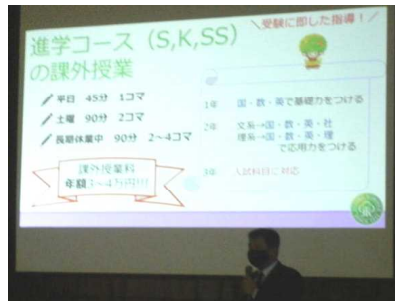 ＼受験に即した指導！／
進学コース（S,K,SS）
の課外授業
平日 45分 1コマ
土曜 90分 2コマ
長期休業中 90分 2～4コマ
課外授業料
年額3～4万円
1年 国・数・英で基礎力をつける
2年 文系→国・数・英・社
理系→国・数・英・理
で応用力をつける
3年 入試科目に対応